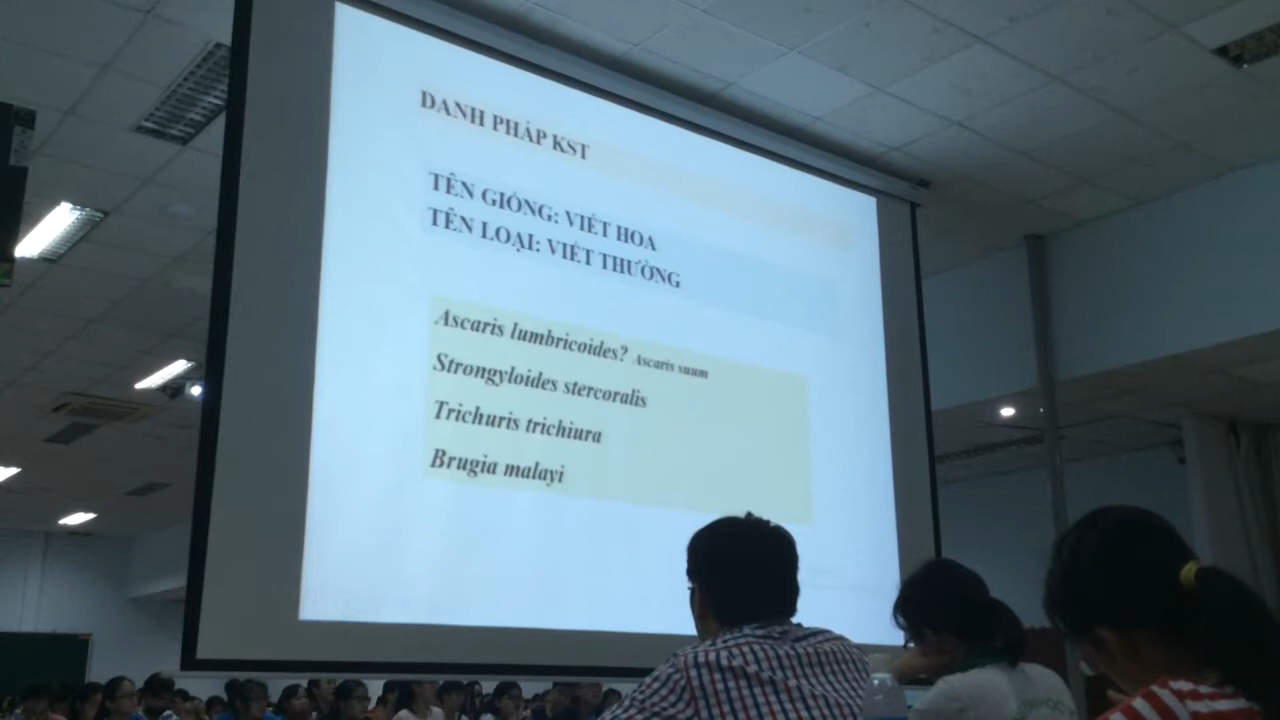 DANH PHÁP KST
TÊN GIỐNG: VIẾT HOA
TÊN LOẠI: VIẾT THƯỜNG
Ascaris lumbricoides? Ascaris suum
Strongyloides stercoralis
Trichuris trichiura
Brugia malayi